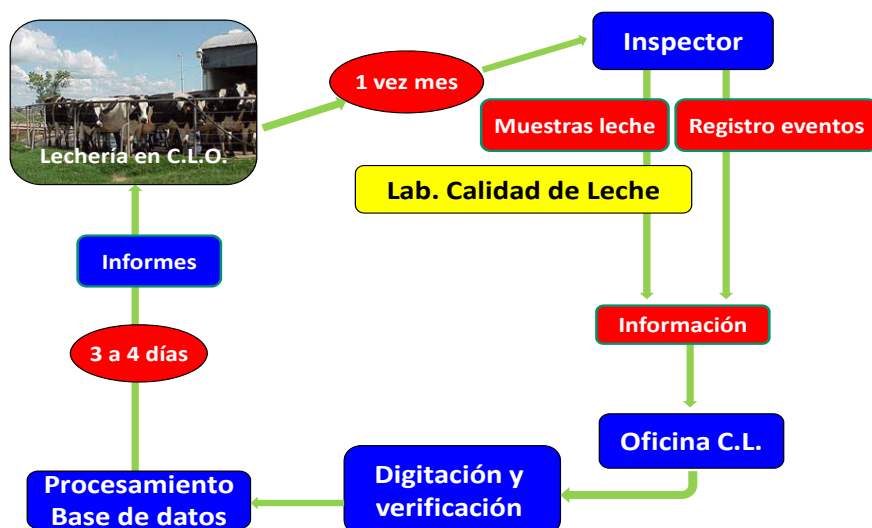 Lechería en C.L.O.
1 vez mes
Inspector
Muestras leche
Registro eventos
Lab. Calidad de Leche
Información
Oficina C.L.
Digitación y
verificación
Procesamiento
Base de datos
3 a 4 días
Informes